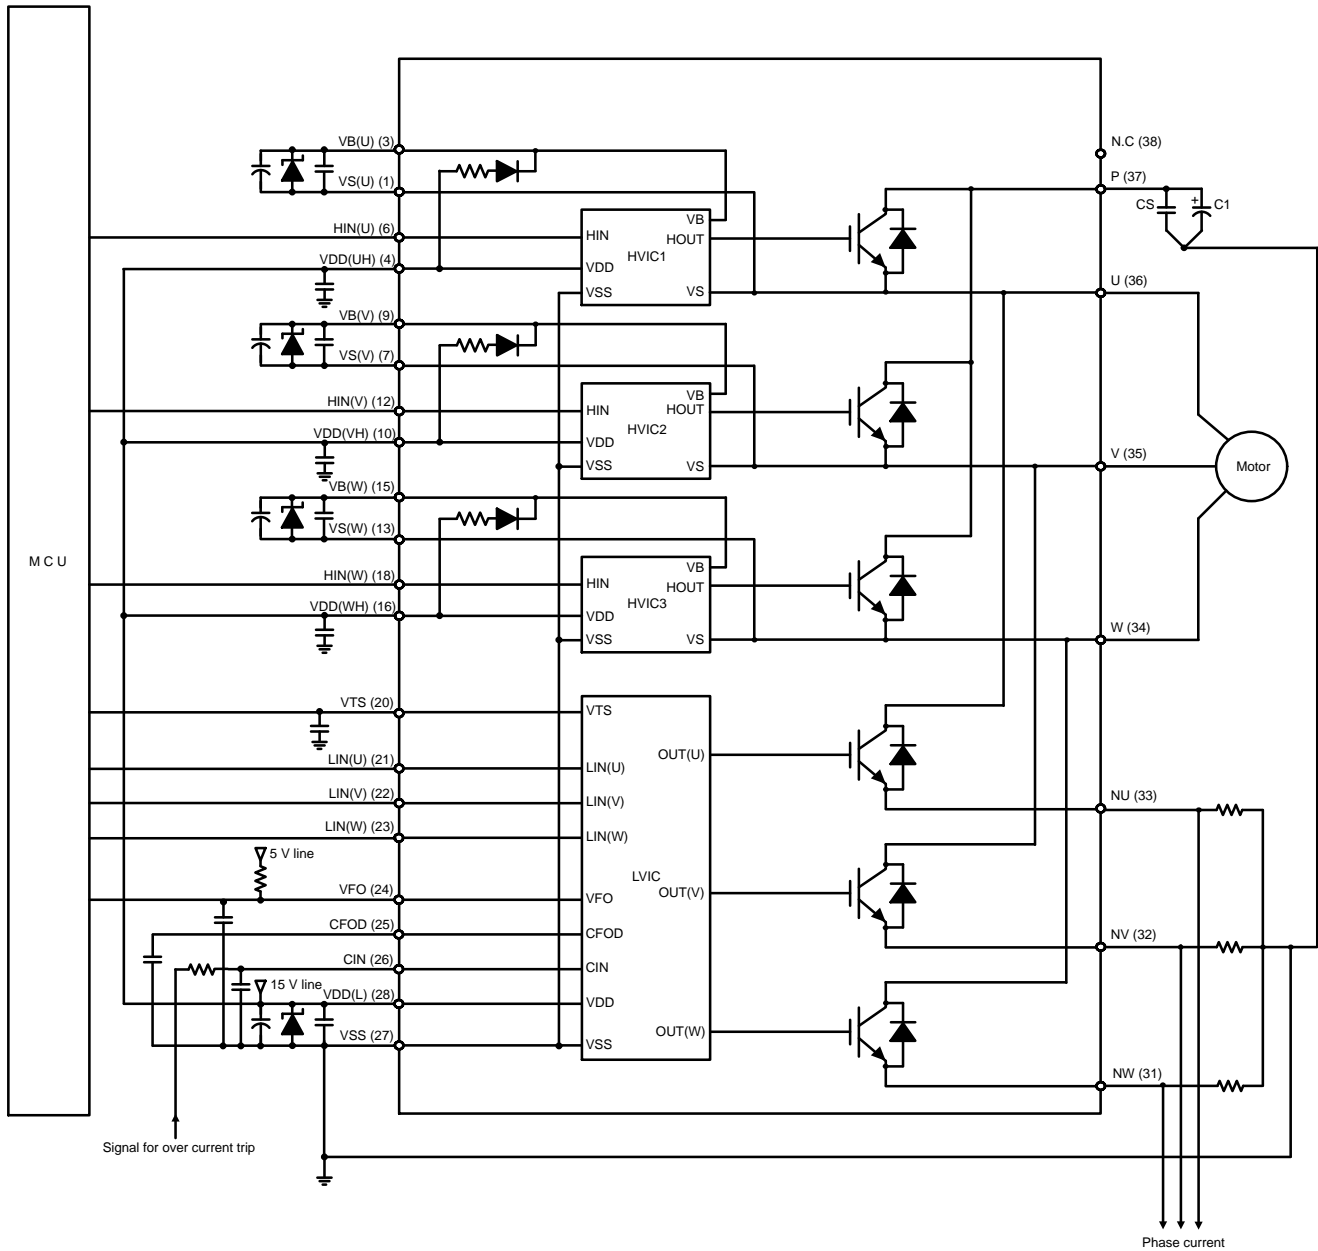 M C U
VB(U) (3)
VS(U) (1)
HIN(U) (6)
VDD(UH) (4)
VB(V) (9)
VS(V) (7)
HIN(V) (12)
VDD(VH) (10)
VB(W) (15)
VS(W) (13)
HIN(W) (18)
VDD(WH) (16)
VTS (20)
LIN(U) (21)
LIN(V) (22)
LIN(W) (23)
5 V line
VFO (24)
CFOD (25)
CIN (26)
15 V line
VDD(L) (28)
VSS (27)
Signal for over current trip
HIN
VDD
VSS
HVIC1
VB
HOUT
VS
HIN
VDD
VSS
HVIC2
VB
HOUT
VS
HIN
VDD
VSS
HVIC3
VB
HOUT
VS
VTS
LIN(U)
LIN(V)
LIN(W)
VFO
CFOD
CIN
VDD
VSS
LVIC
OUT(U)
OUT(V)
OUT(W)
N.C (38)
P (37)
CS
+
C1
U (36)
V (35)
Motor
W (34)
NU (33)
NV (32)
NW (31)
Phase current